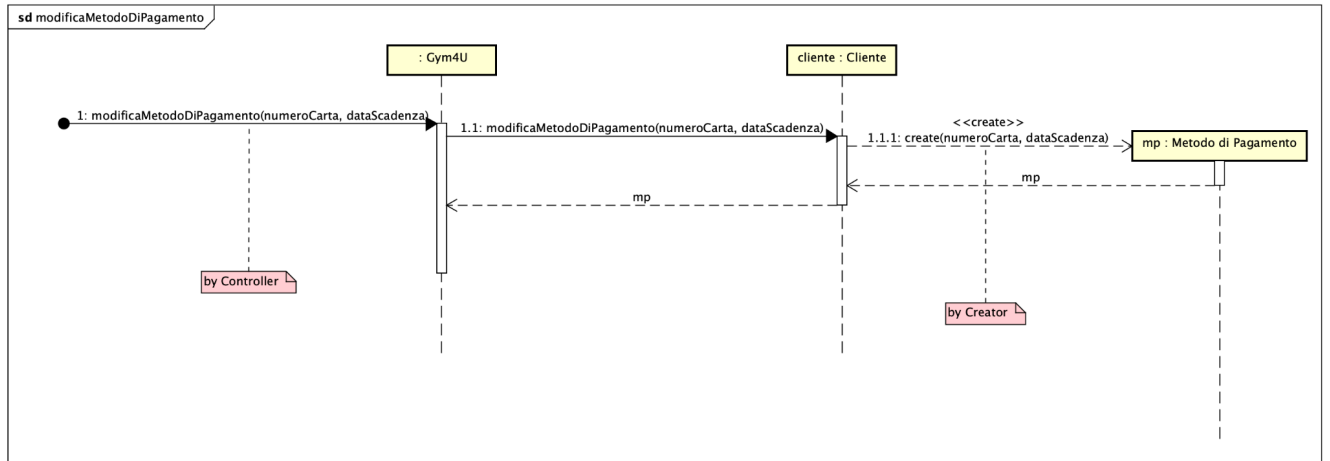 sd modificaMetodoDiPagamento
: Gym4U
cliente : Cliente
1: modificaMetodoDiPagamento(numeroCarta, dataScadenza)
1.1: modificaMetodoDiPagamento(numeroCarta, dataScadenza)
<<create>>
1.1.1: create(numeroCarta, dataScadenza)
mp : Metodo di Pagamento
mp
mp
by Controller
by Creator